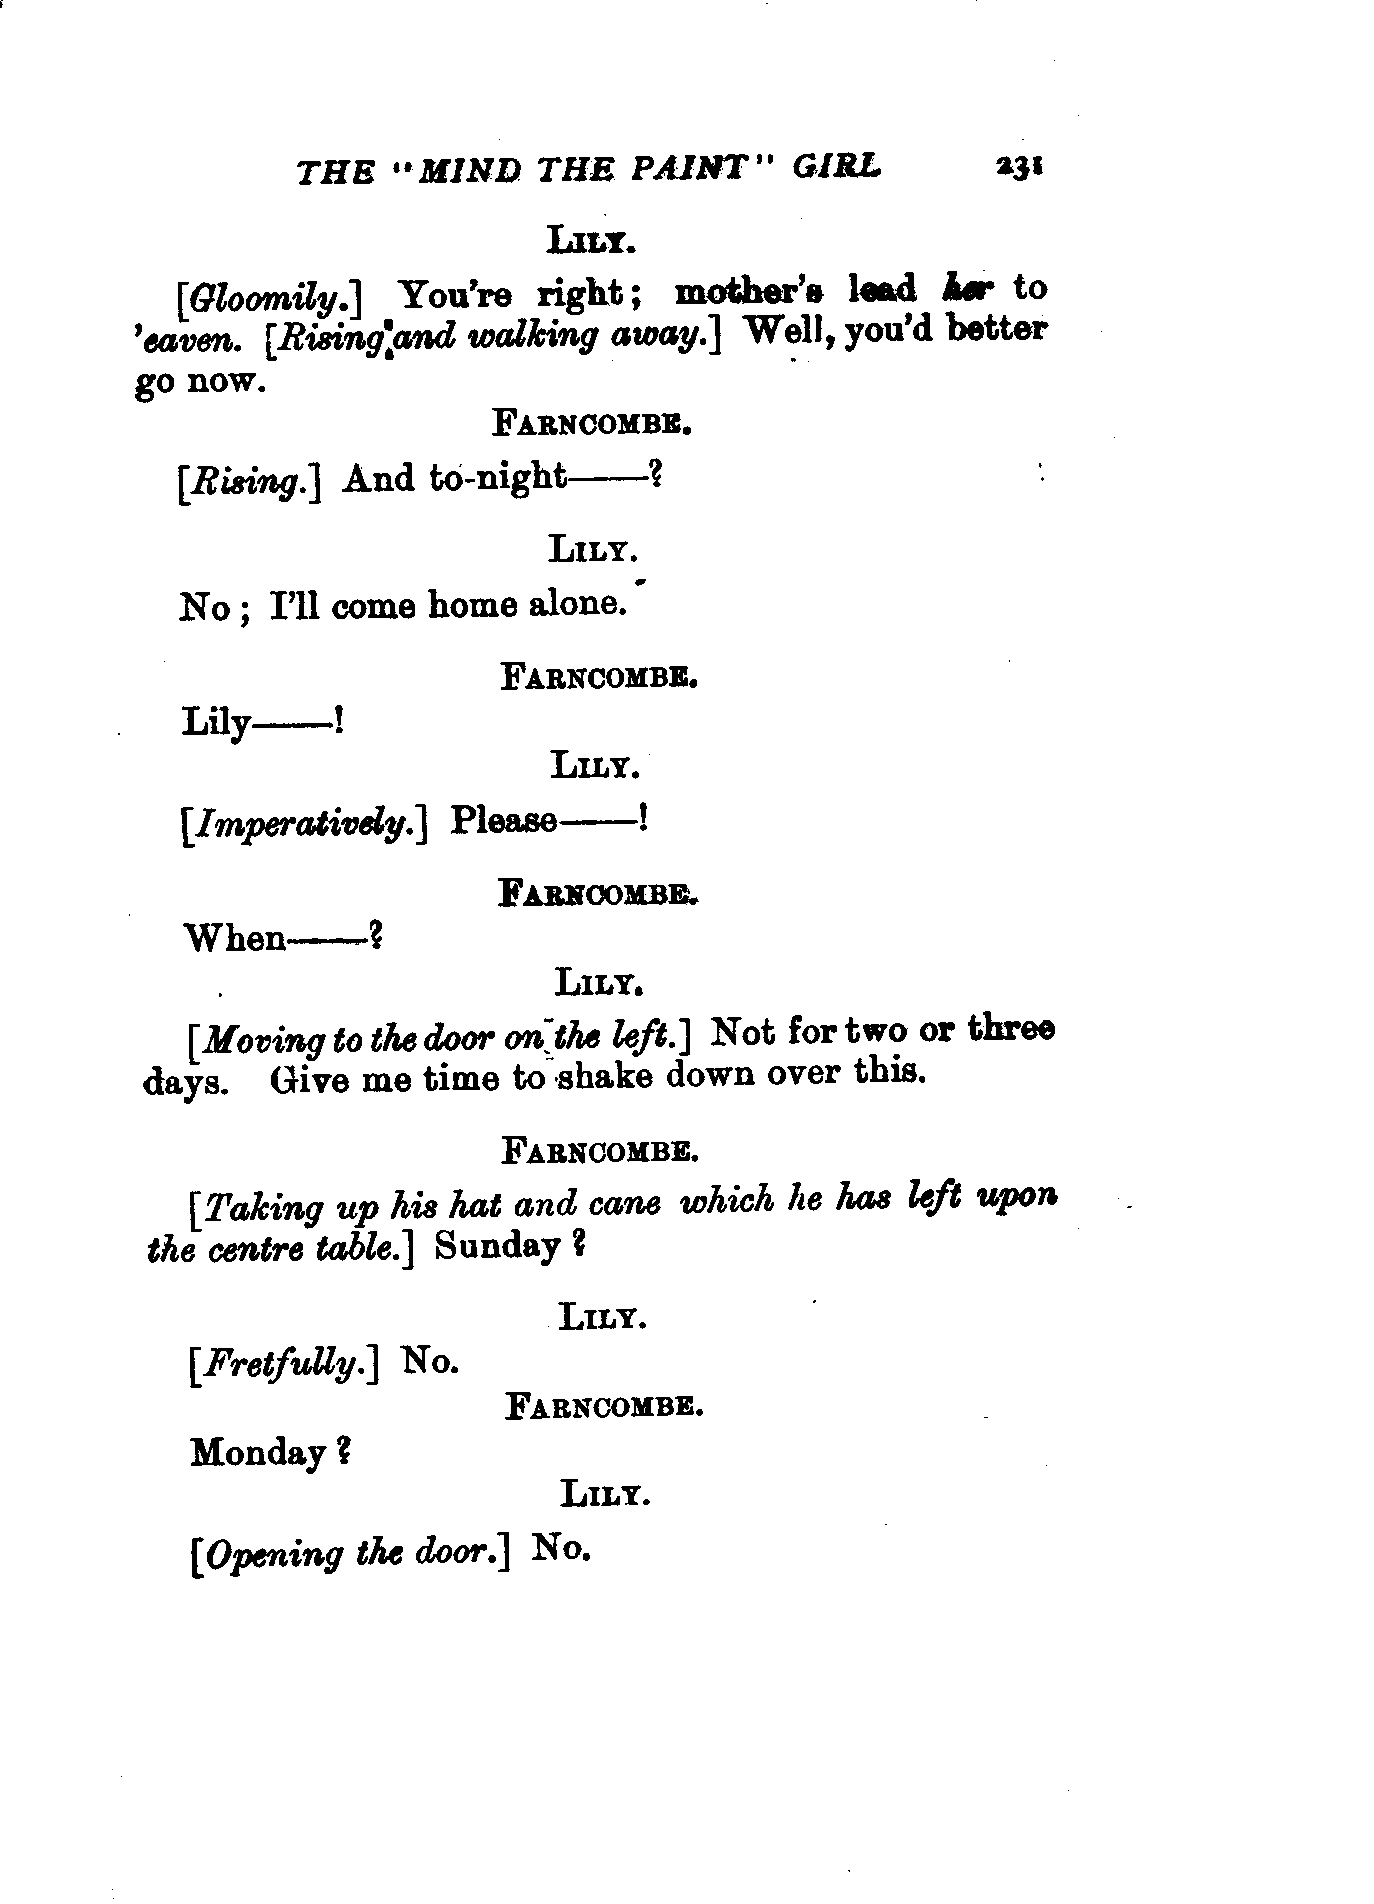 THE "MIND THE PAINT" GIRL 231
LILY.
[Gloomily.] You're right; mother's lead her to
'eaven. [Rising and walking away.] Well, you'd better
go now.
FARNCOMBE.
[Rising.] And to-night——?
LILY.
No; I'll come home alone.
FARNCOMBE.
Lily——!
LILY.
[Imperatively.] Please——!
FARNCOMBE.
When——?
LILY.
[Moving to the door on the left.] Not for two or three
days. Give me time to shake down over this.
FARNCOMBE.
[Taking up his hat and cane which he has left upon
the centre table.] Sunday?
LILY.
[Fretfully.] No.
FARNCOMBE.
Monday?
LILY.
[Opening the door.] No.